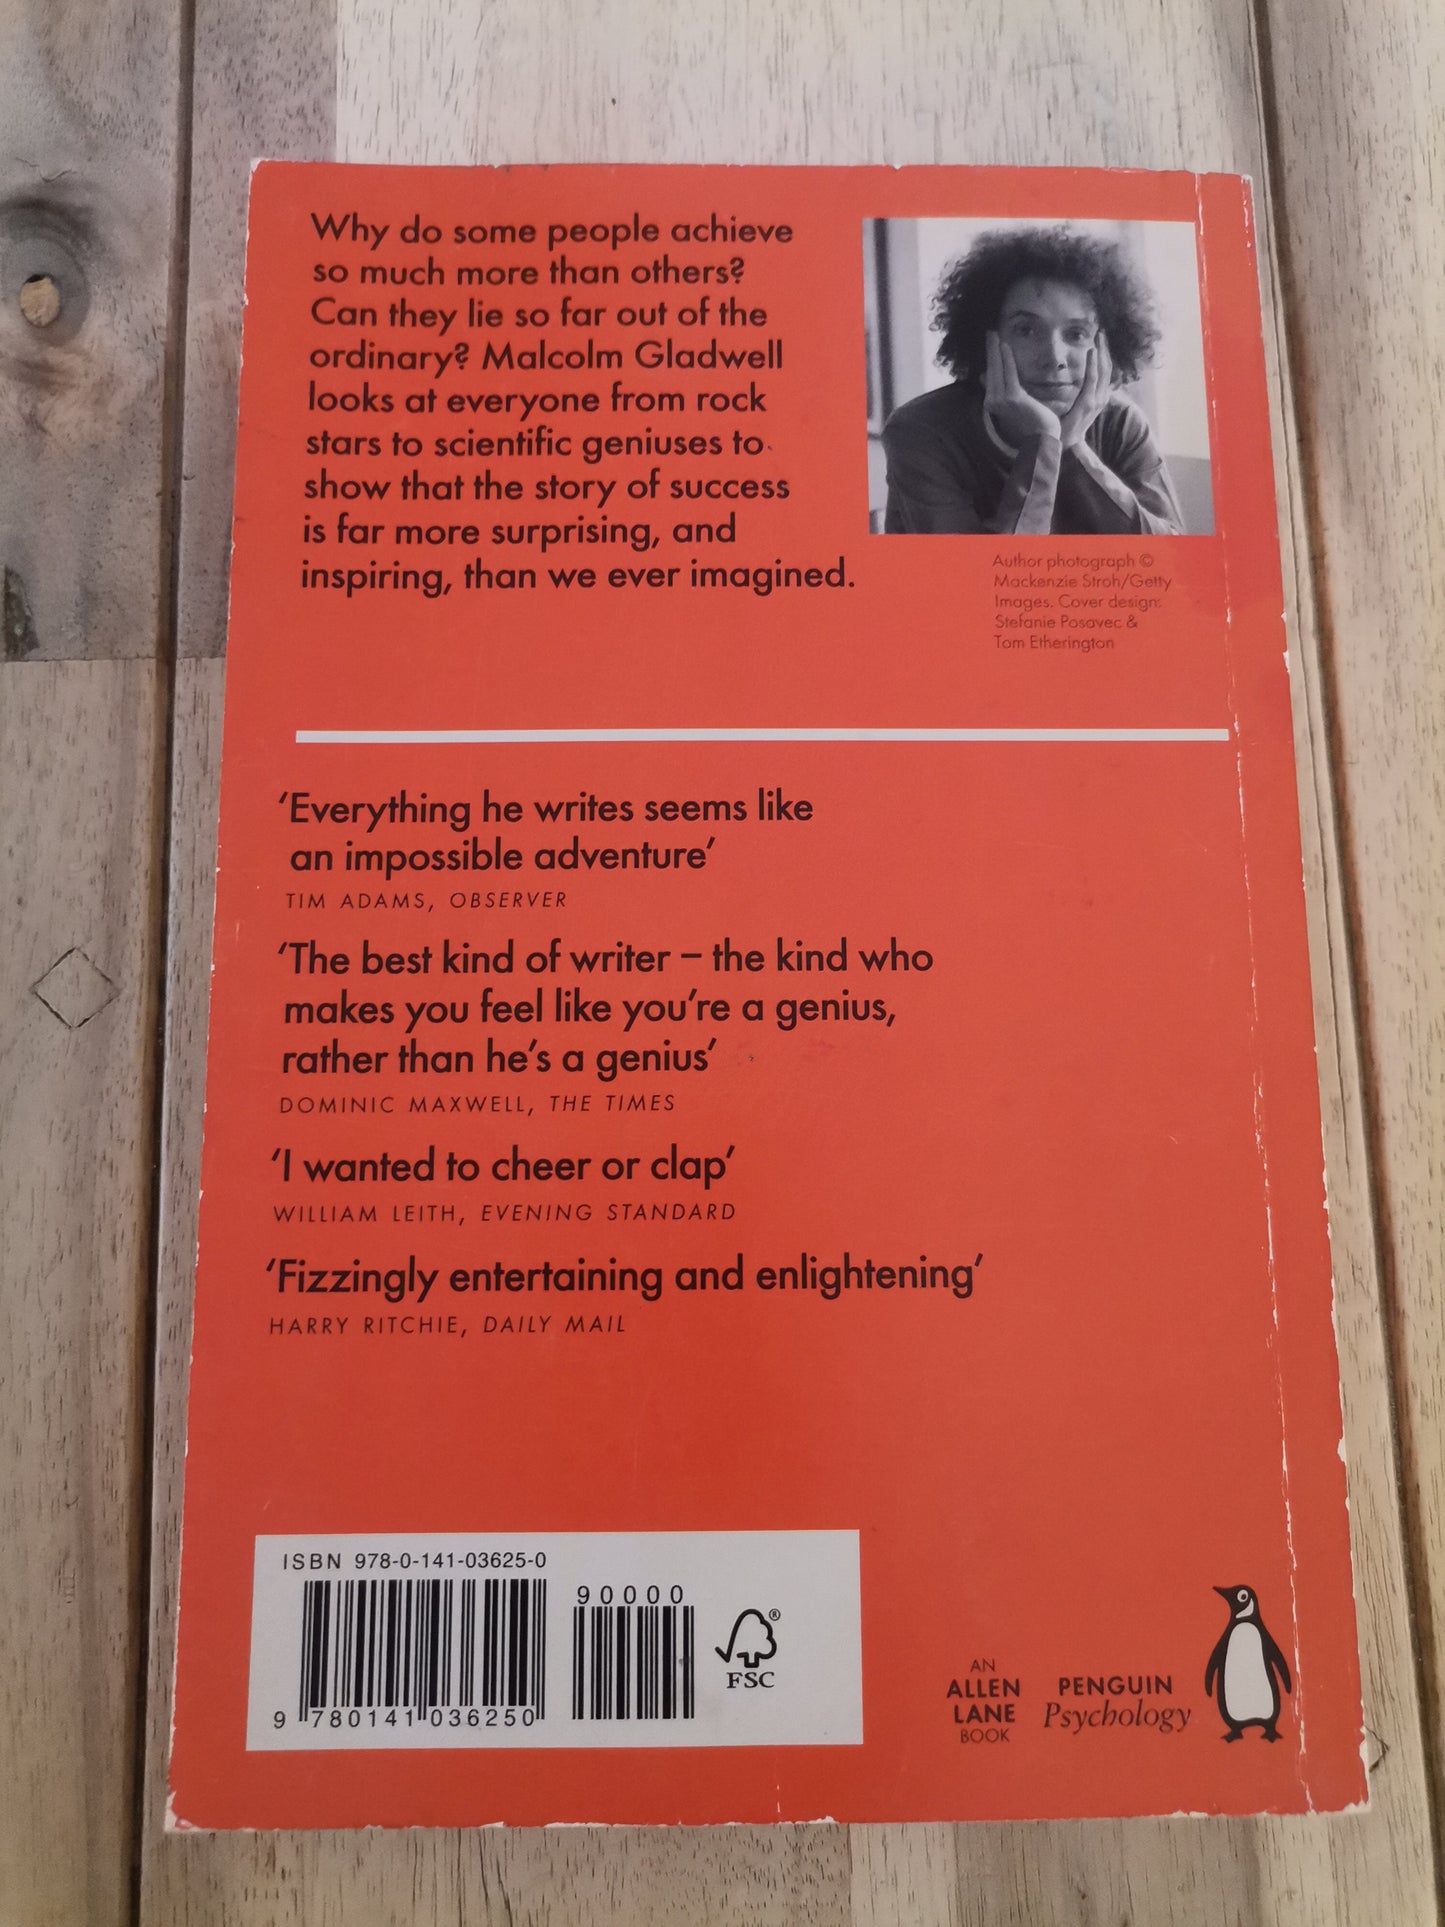 Why do some people achieve
so much more than others?
Can they lie so far out of the
ordinary? Malcolm Gladwell
looks at everyone from rock
stars to scientific geniuses to
show that the story of success
is far more surprising, and
inspiring, than we ever imagined.
Author photograph ©
Mackenzie Stroh/Getty
Images. Cover design:
Stefanie Posavec &
Tom Etherington
‘Everything he writes seems like
an impossible adventure’
TIM ADAMS, OBSERVER
‘The best kind of writer – the kind who
makes you feel like you’re a genius,
rather than he’s a genius’
DOMINIC MAXWELL, THE TIMES
‘I wanted to cheer or clap’
WILLIAM LEITH, EVENING STANDARD
‘Fizzingly entertaining and enlightening’
HARRY RITCHIE, DAILY MAIL
ISBN 978-0-141-03625-0
90000
9 780141 036250
®
FSC
AN
ALLEN
LANE
BOOK
PENGUIN
Psychology